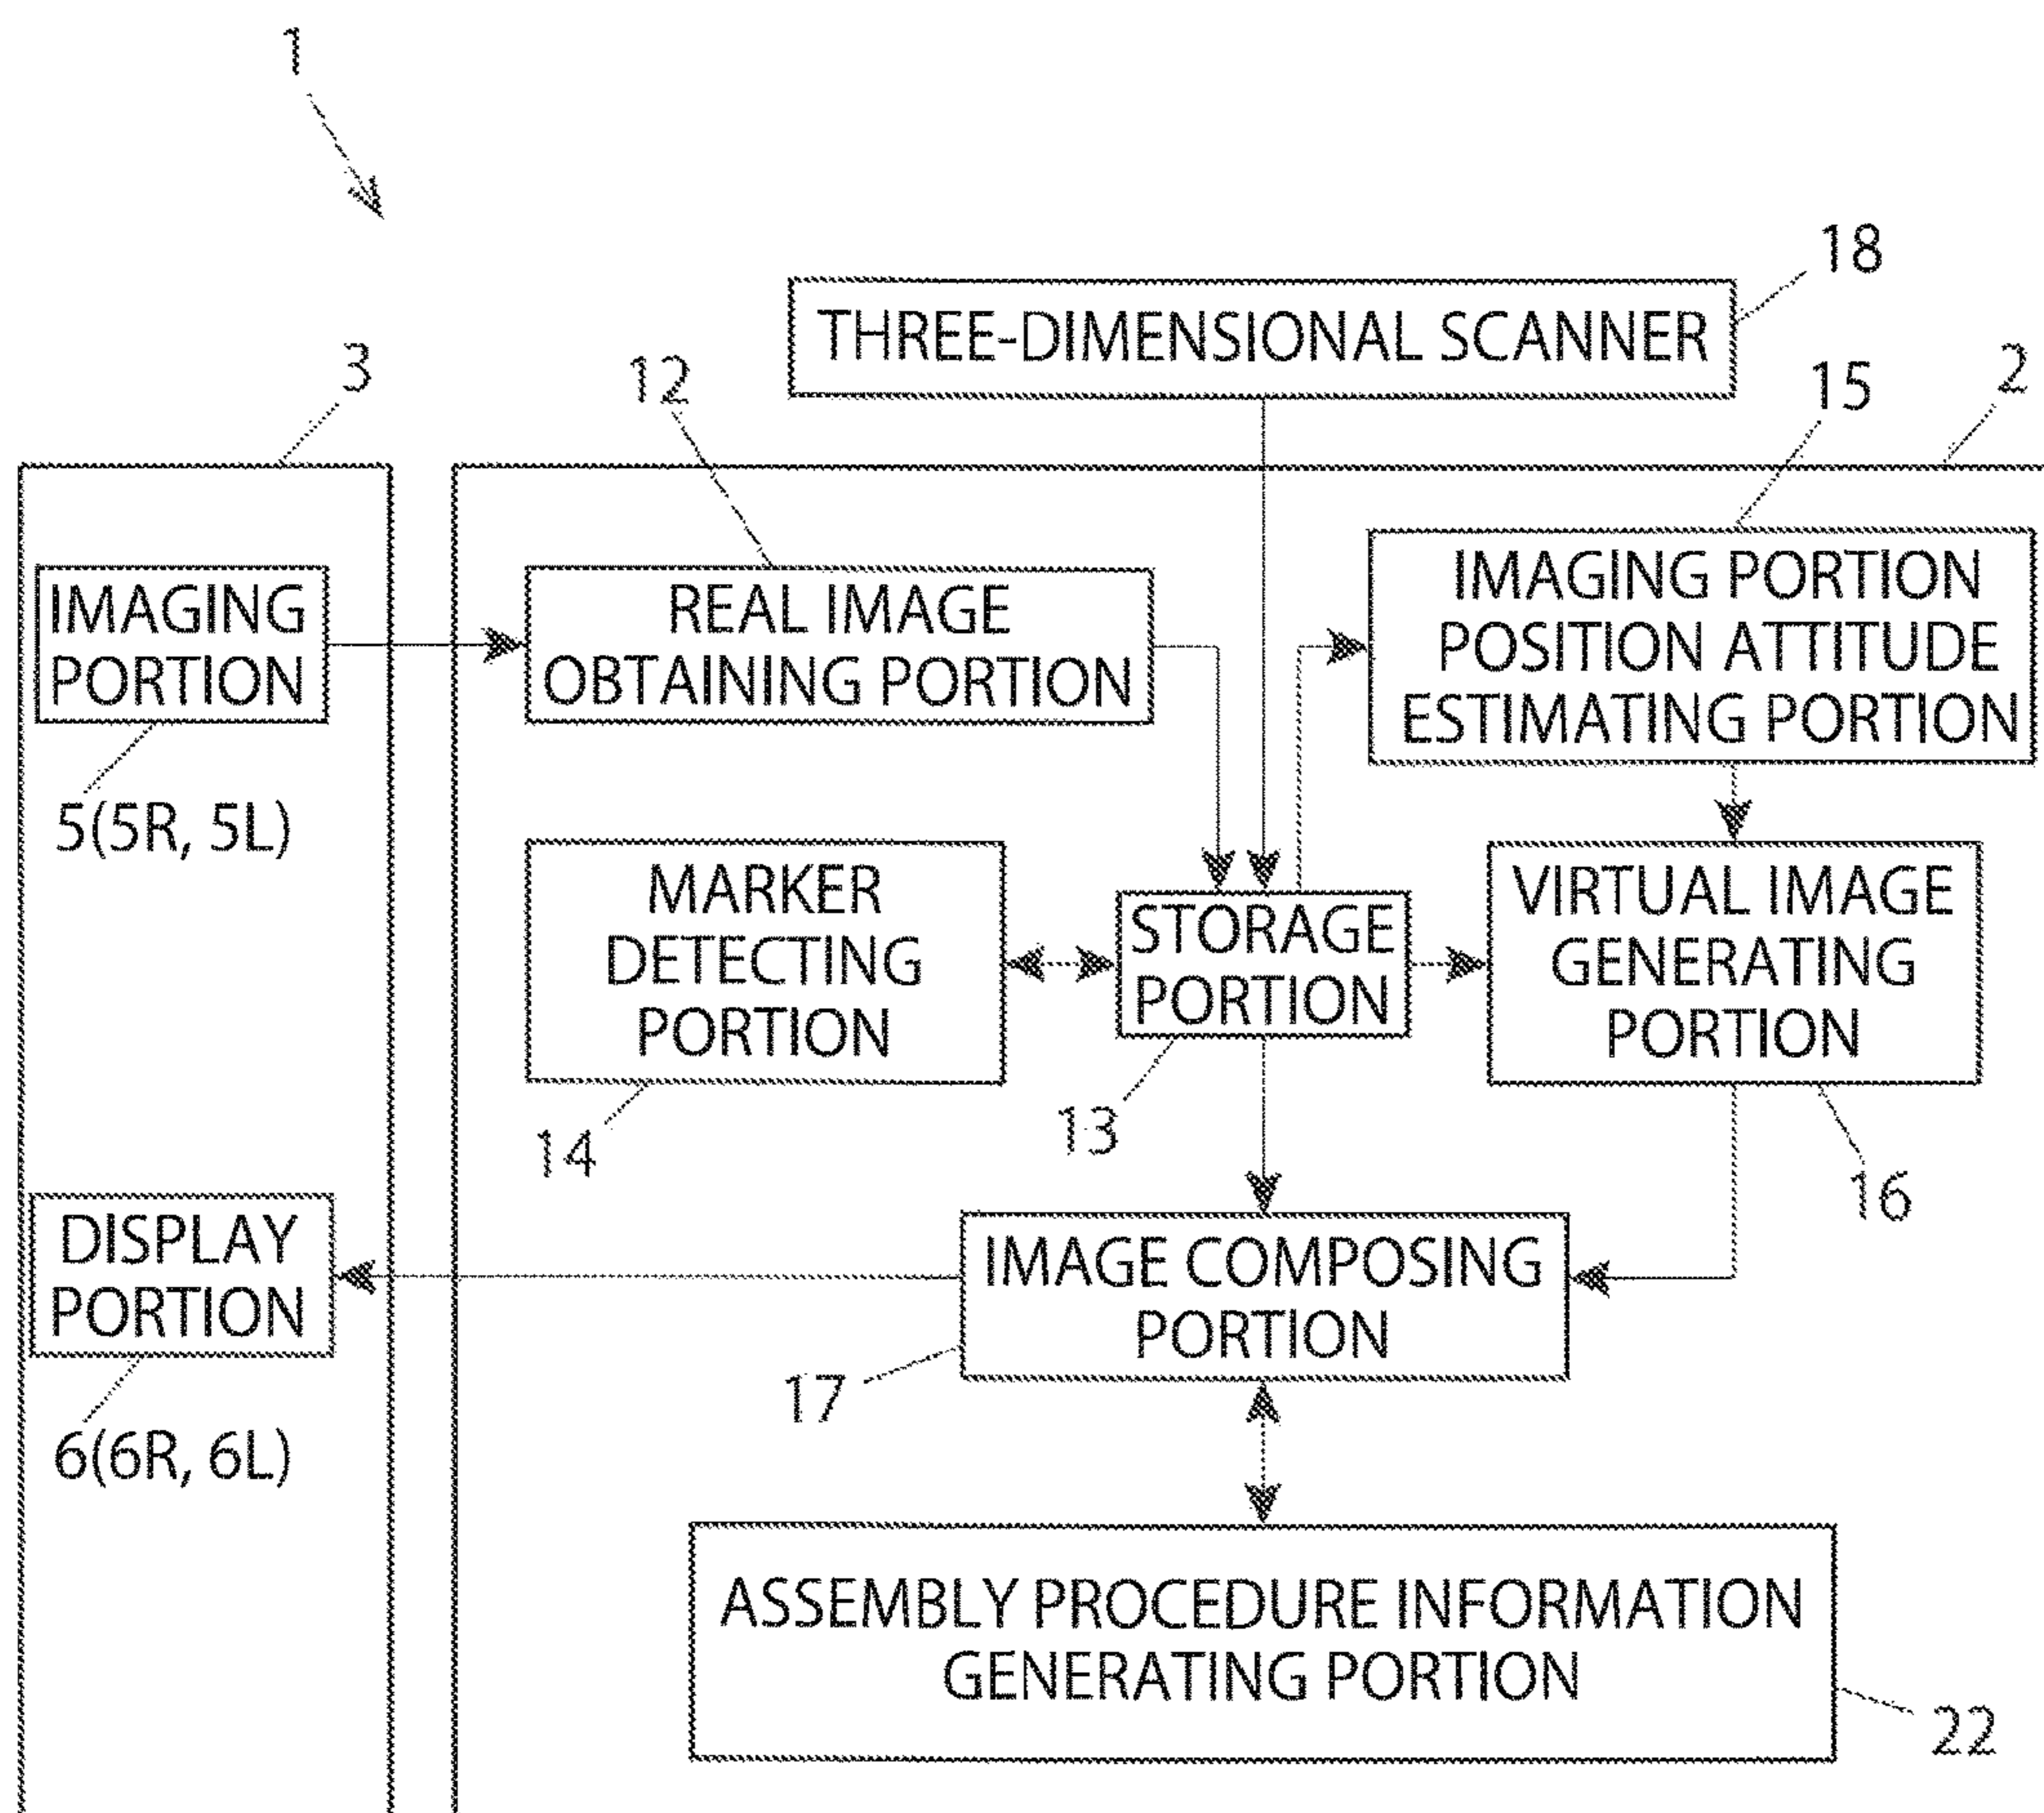 1
18
THREE-DIMENSIONAL SCANNER
3
12
15
2
IMAGING
PORTION
5(5R, 5L)
REAL IMAGE
OBTAINING PORTION
IMAGING PORTION
POSITION ATTITUDE
ESTIMATING PORTION
MARKER
DETECTING
PORTION
14
STORAGE
PORTION
13
VIRTUAL IMAGE
GENERATING
PORTION
16
DISPLAY
PORTION
6(6R, 6L)
IMAGE COMPOSING
PORTION
17
ASSEMBLY PROCEDURE INFORMATION
GENERATING PORTION
22